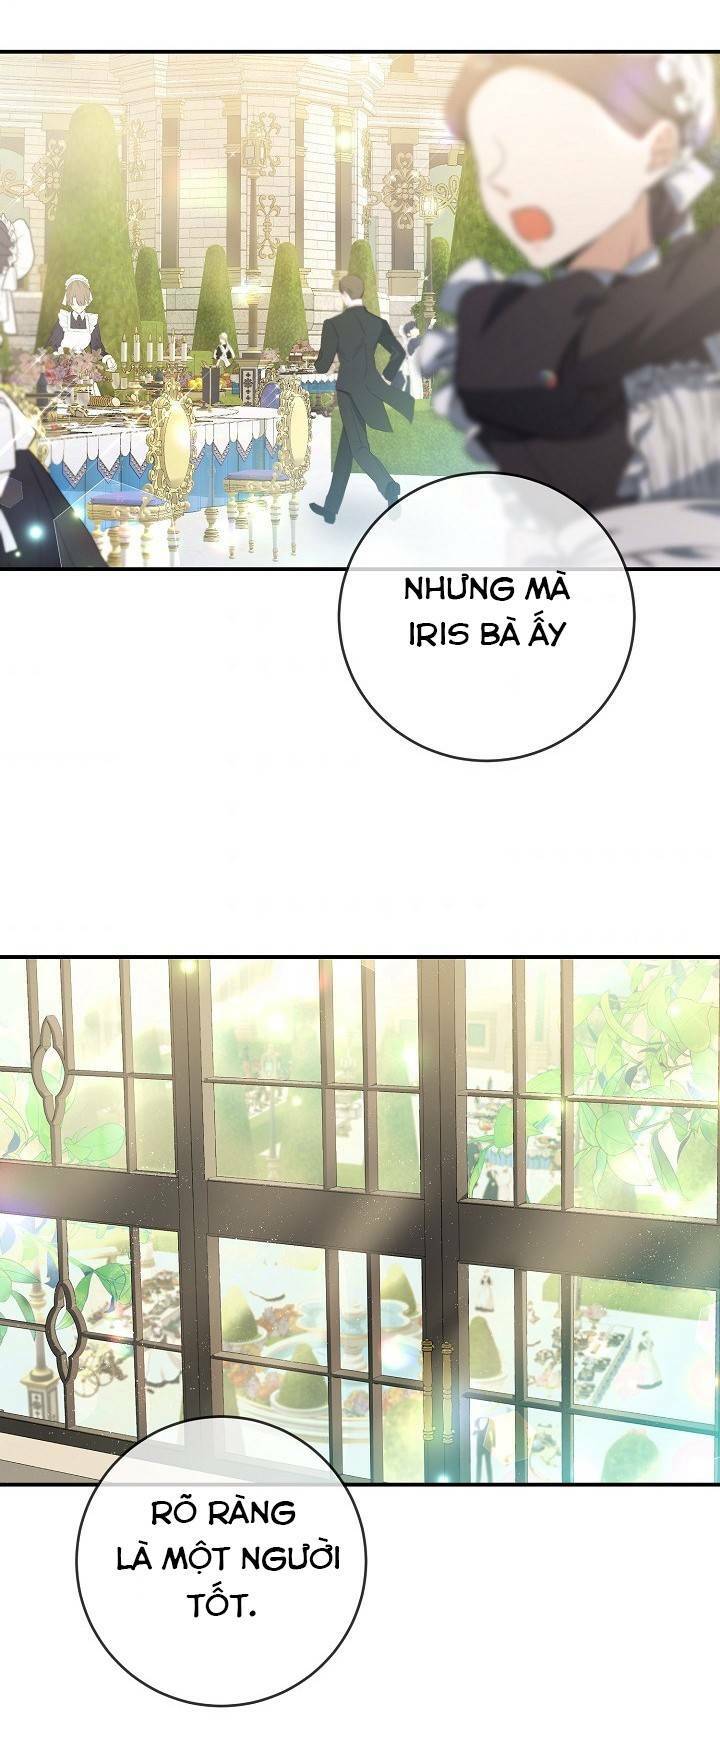 NHƯNG MÀ
IRIS BÀ ẤY
RÕ RÀNG
LÀ MỘT NGƯỜI
TỐT.